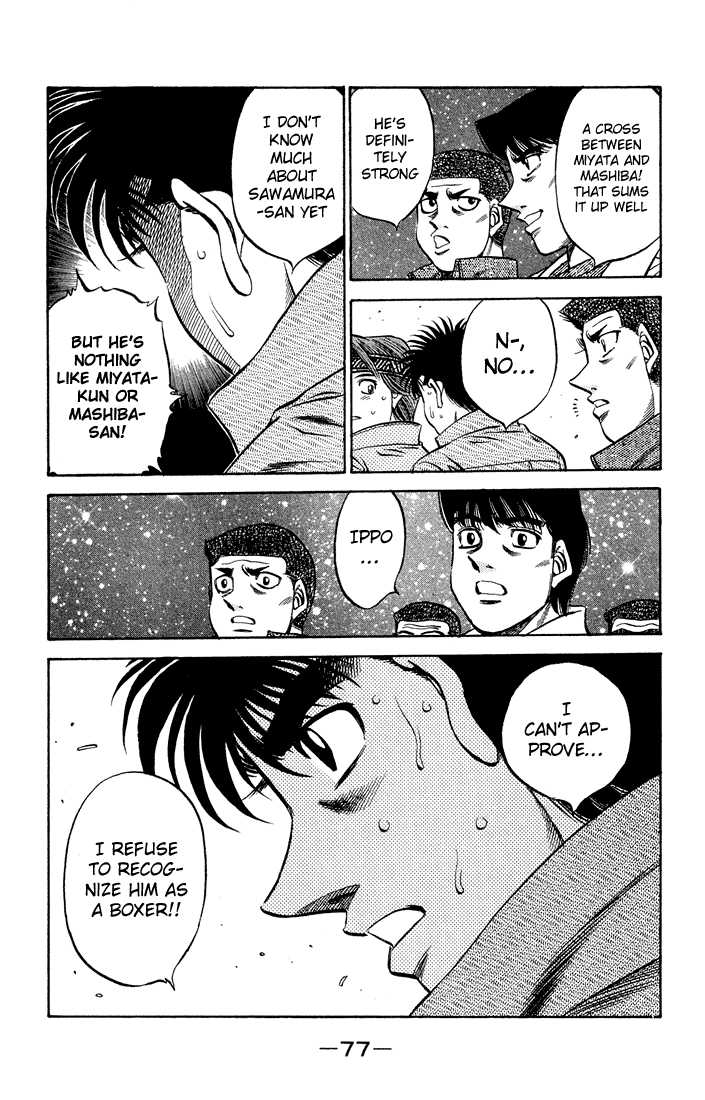 A CROSS
BETWEEN
MIYATA AND
MASHIBA!
THAT SUMS
IT UP WELL
HE'S
DEFINI-
TELY
STRONG
N-,
NO...
I DON'T
KNOW
MUCH
ABOUT
SAWAMURA
-SAN YET
BUT HE'S
NOTHING
LIKE MIYATA-
KUN OR
MASHIBA-
SAN!
IPPO
...
I
CAN'T AP-
PROVE...
I REFUSE
TO RECOG-
NIZE HIM AS
A BOXER!!
—77—